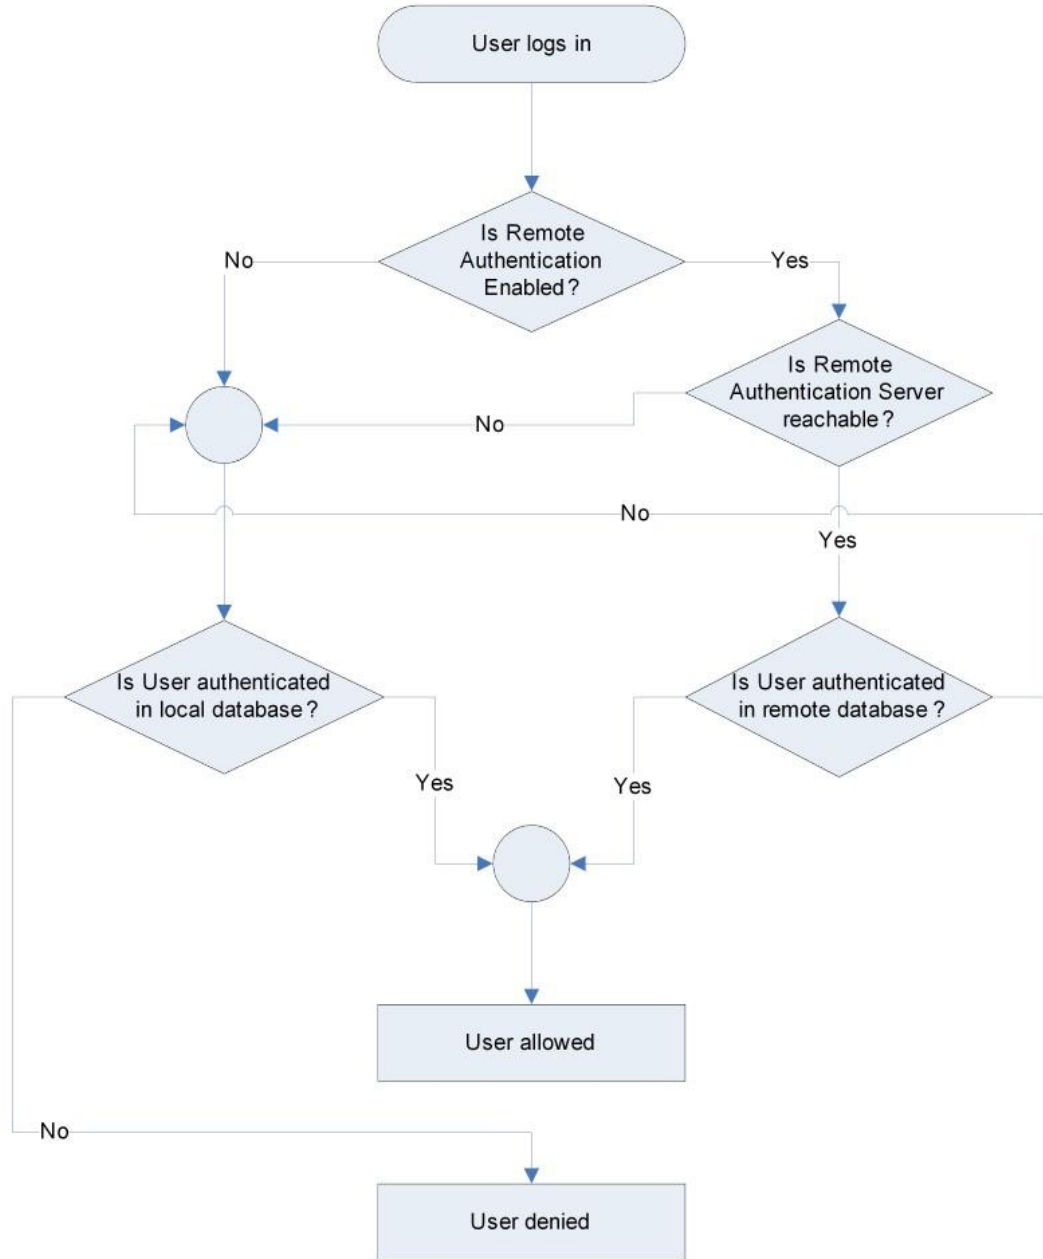 User logs in
Is Remote
Authentication
Enabled?
No
Yes
Is Remote
Authentication Server
reachable?
No
No
Yes
Is User authenticated
in local database?
Is User authenticated
in remote database?
Yes
Yes
User allowed
No
User denied